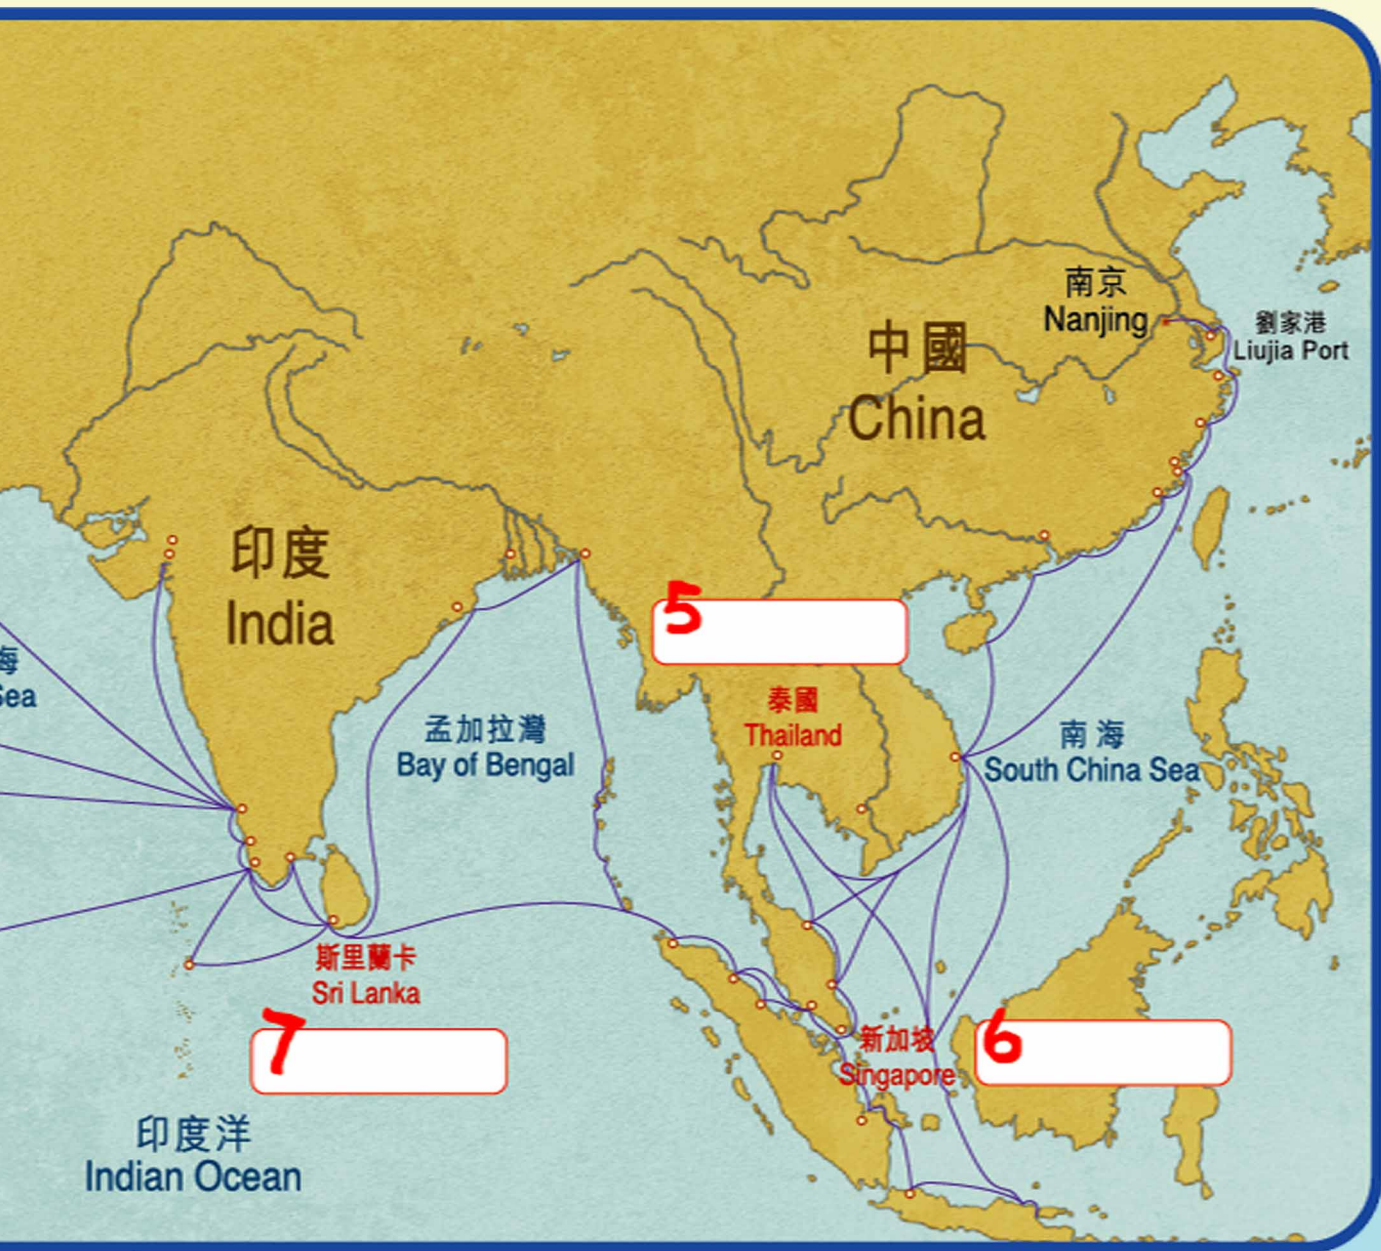 南京
Nanjing
劉家港
Liujia Port
中國
China
印度
India
5
海
Sea
泰國
Thailand
孟加拉灣
Bay of Bengal
南海
South China Sea
斯里蘭卡
Sri Lanka
7
新加坡
Singapore
6
印度洋
Indian Ocean